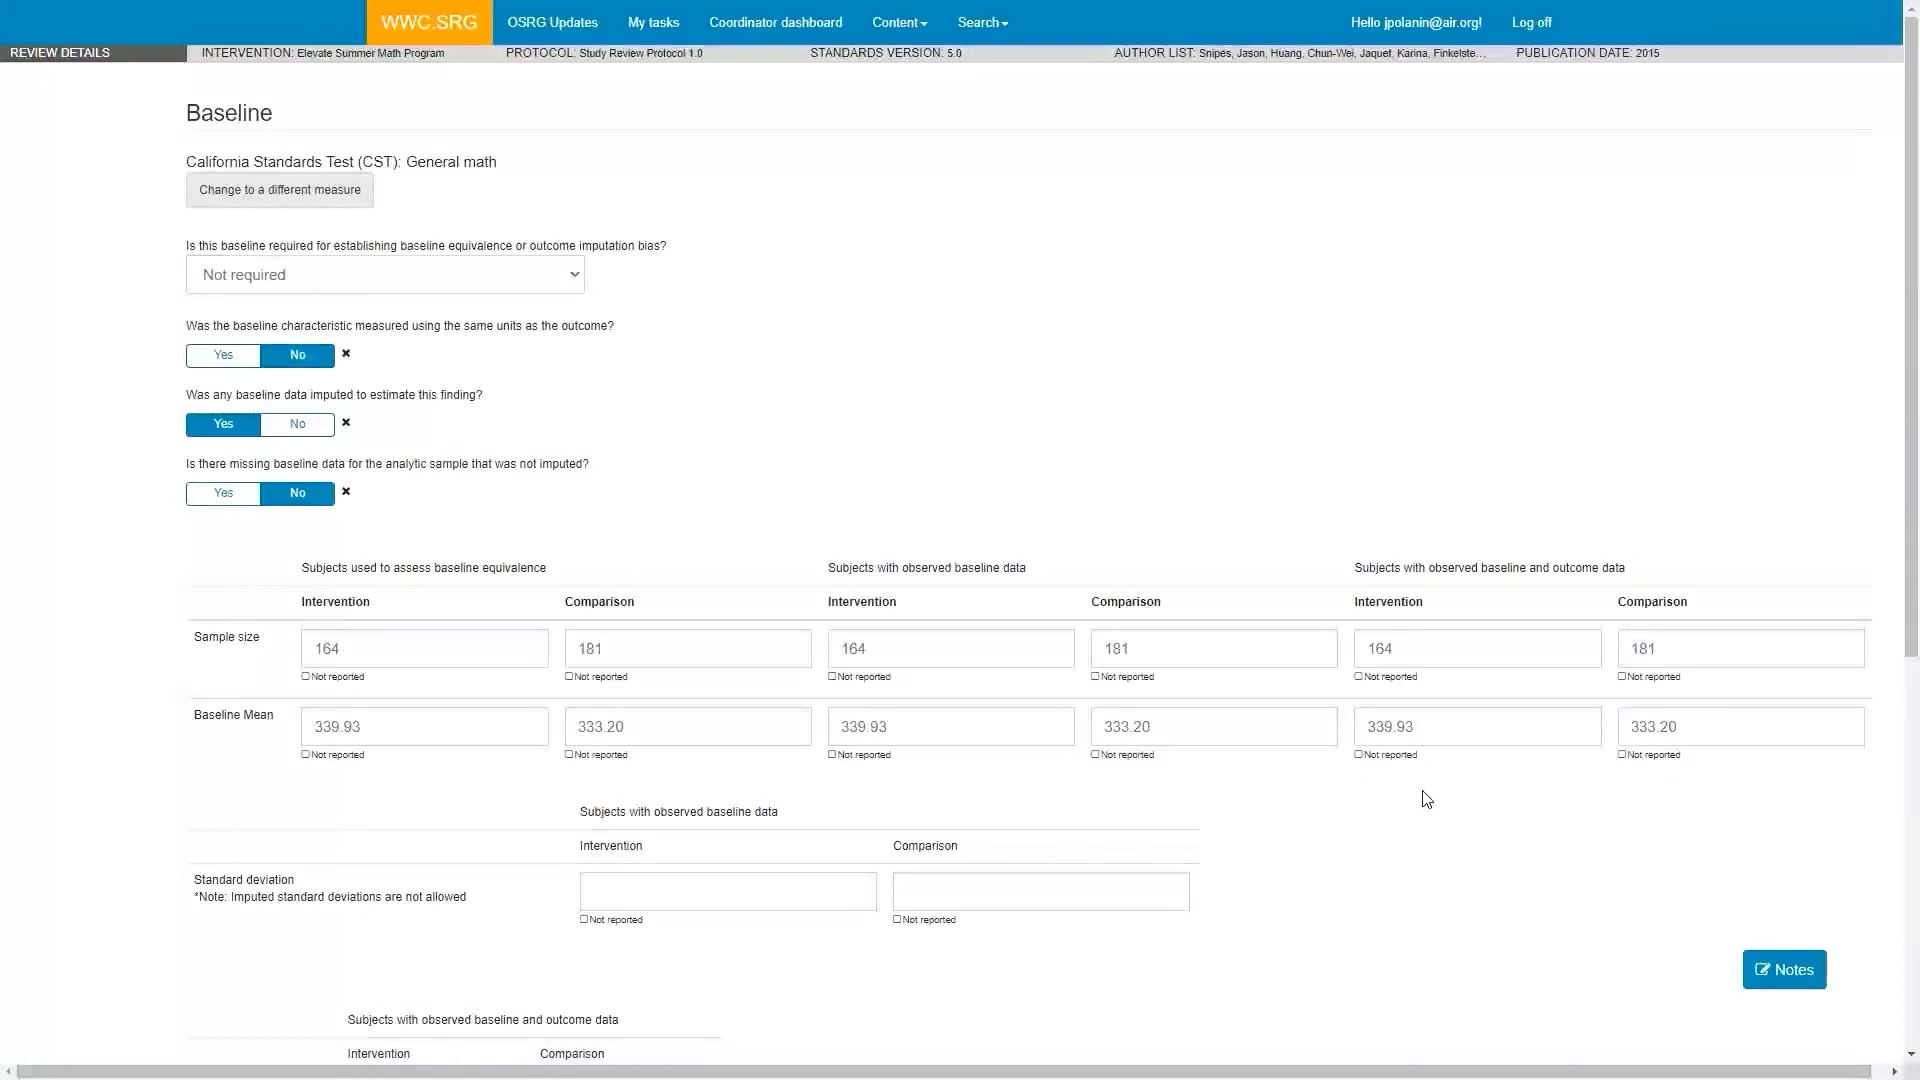 WWC.SRG OSRG Updates My tasks Coordinator dashboard Content Search Hello jpolanin@air.org! Log off
REVIEW DETAILS INTERVENTION: Elevate Summer Math Program PROTOCOL: Study Review Protocol 1.0 STANDARDS VERSION: 5.0 AUTHOR LIST: Snipes, Jason, Huang, Chun-Wei, Jaquet, Karina, Finkelste... PUBLICATION DATE: 2015
Baseline
California Standards Test (CST): General math
Change to a different measure
Is this baseline required for establishing baseline equivalence or outcome imputation bias?
Not required
Was the baseline characteristic measured using the same units as the outcome?
Yes No
Was any baseline data imputed to estimate this finding?
Yes No
Is there missing baseline data for the analytic sample that was not imputed?
Yes No
Subjects used to assess baseline equivalence Subjects with observed baseline data Subjects with observed baseline and outcome data
Intervention Comparison Intervention Comparison Intervention Comparison
Sample size 164 181 164 181 164 181
Not reported Not reported Not reported Not reported Not reported Not reported
Baseline Mean 339.93 333.20 339.93 333.20 339.93 333.20
Not reported Not reported Not reported Not reported Not reported Not reported
Subjects with observed baseline data
Intervention Comparison
Standard deviation
*Note: Imputed standard deviations are not allowed
Not reported Not reported
Notes
Subjects with observed baseline and outcome data
Intervention Comparison